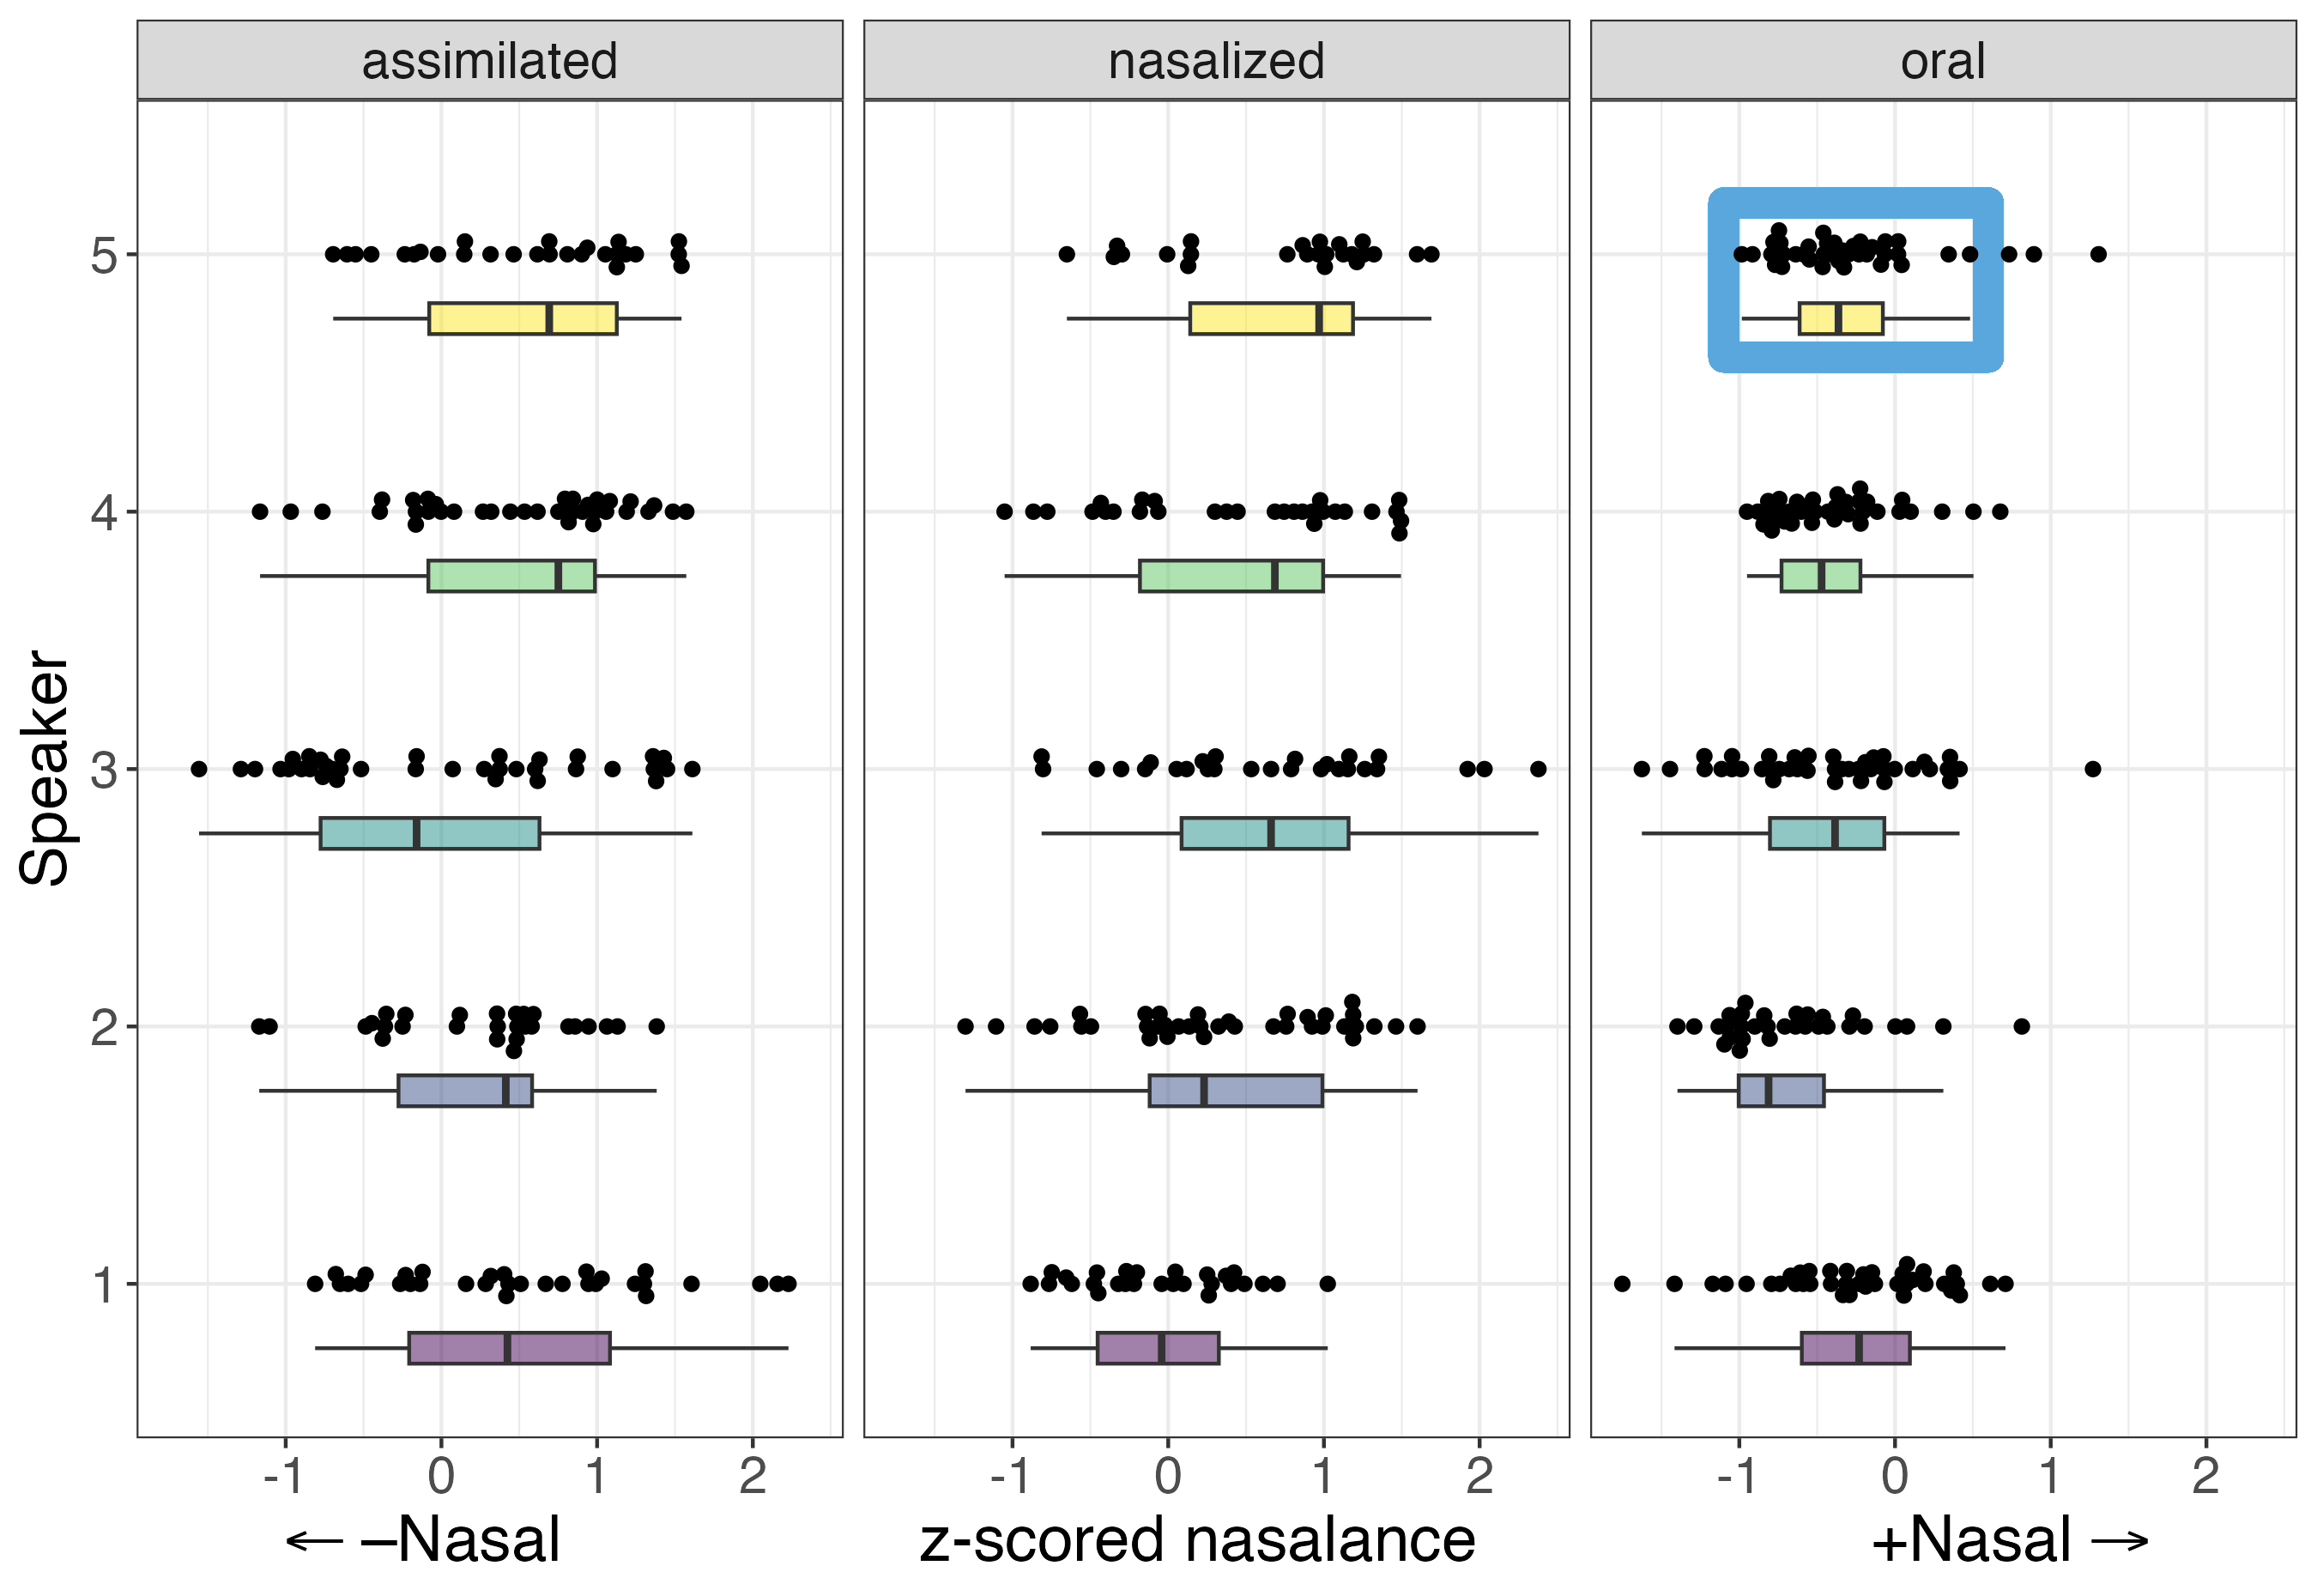 assimilated nasalized oral
5
4
3
2
1
Speaker
-1 0 1 2 -1 0 1 2 -1 0 1 2
← –Nasal z-scored nasalance +Nasal →